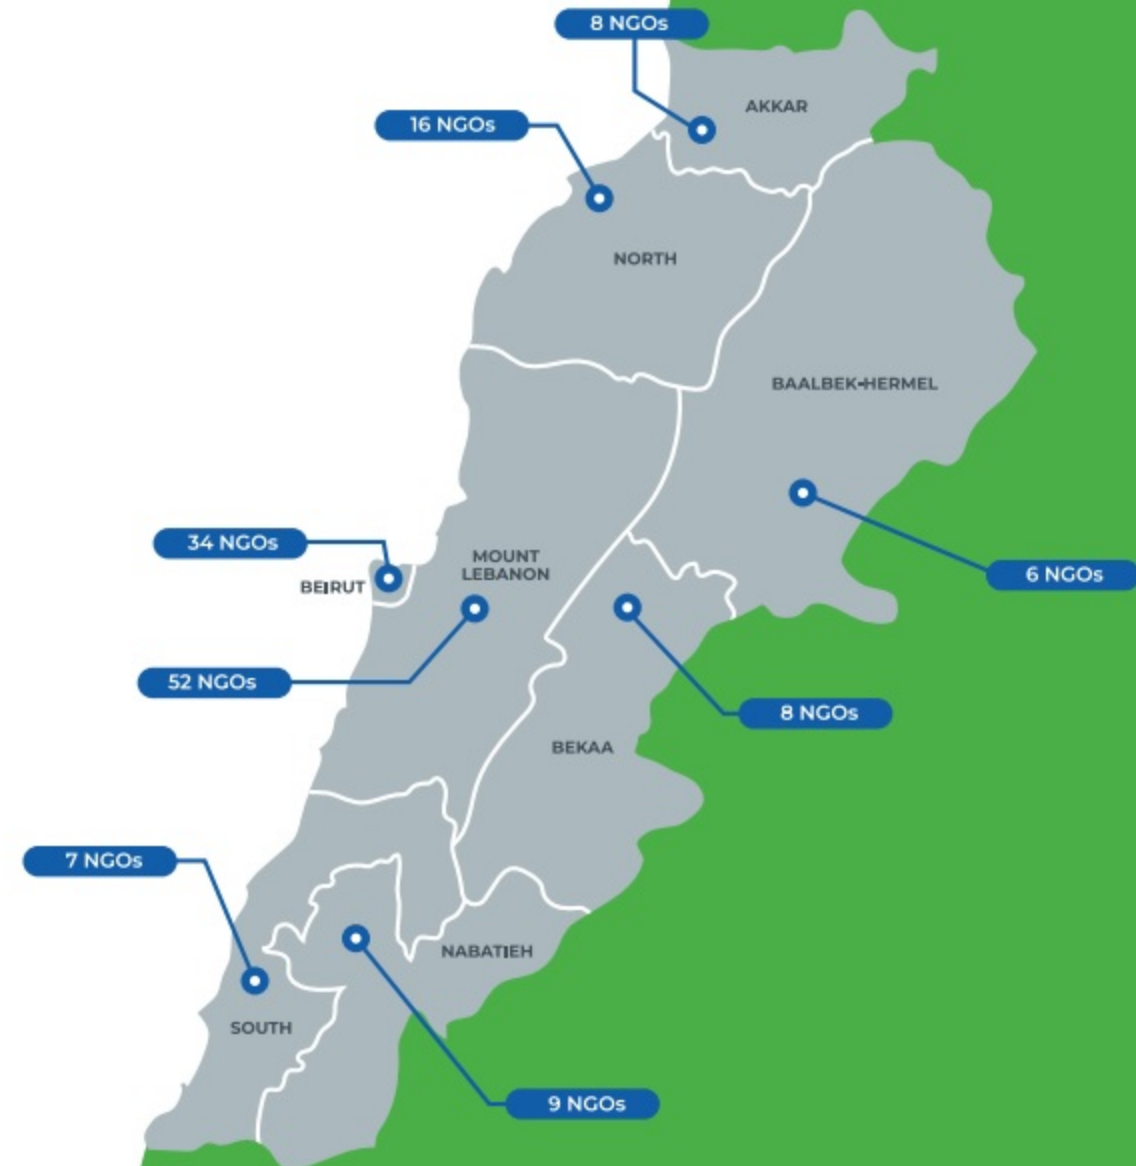 8 NGOs
AKKAR
16 NGOs
NORTH
BAALBEK-HERMEL
34 NGOs
BEIRUT
MOUNT
LEBANON
6 NGOs
52 NGOs
8 NGOs
BEKAA
7 NGOs
NABATIEH
SOUTH
9 NGOs